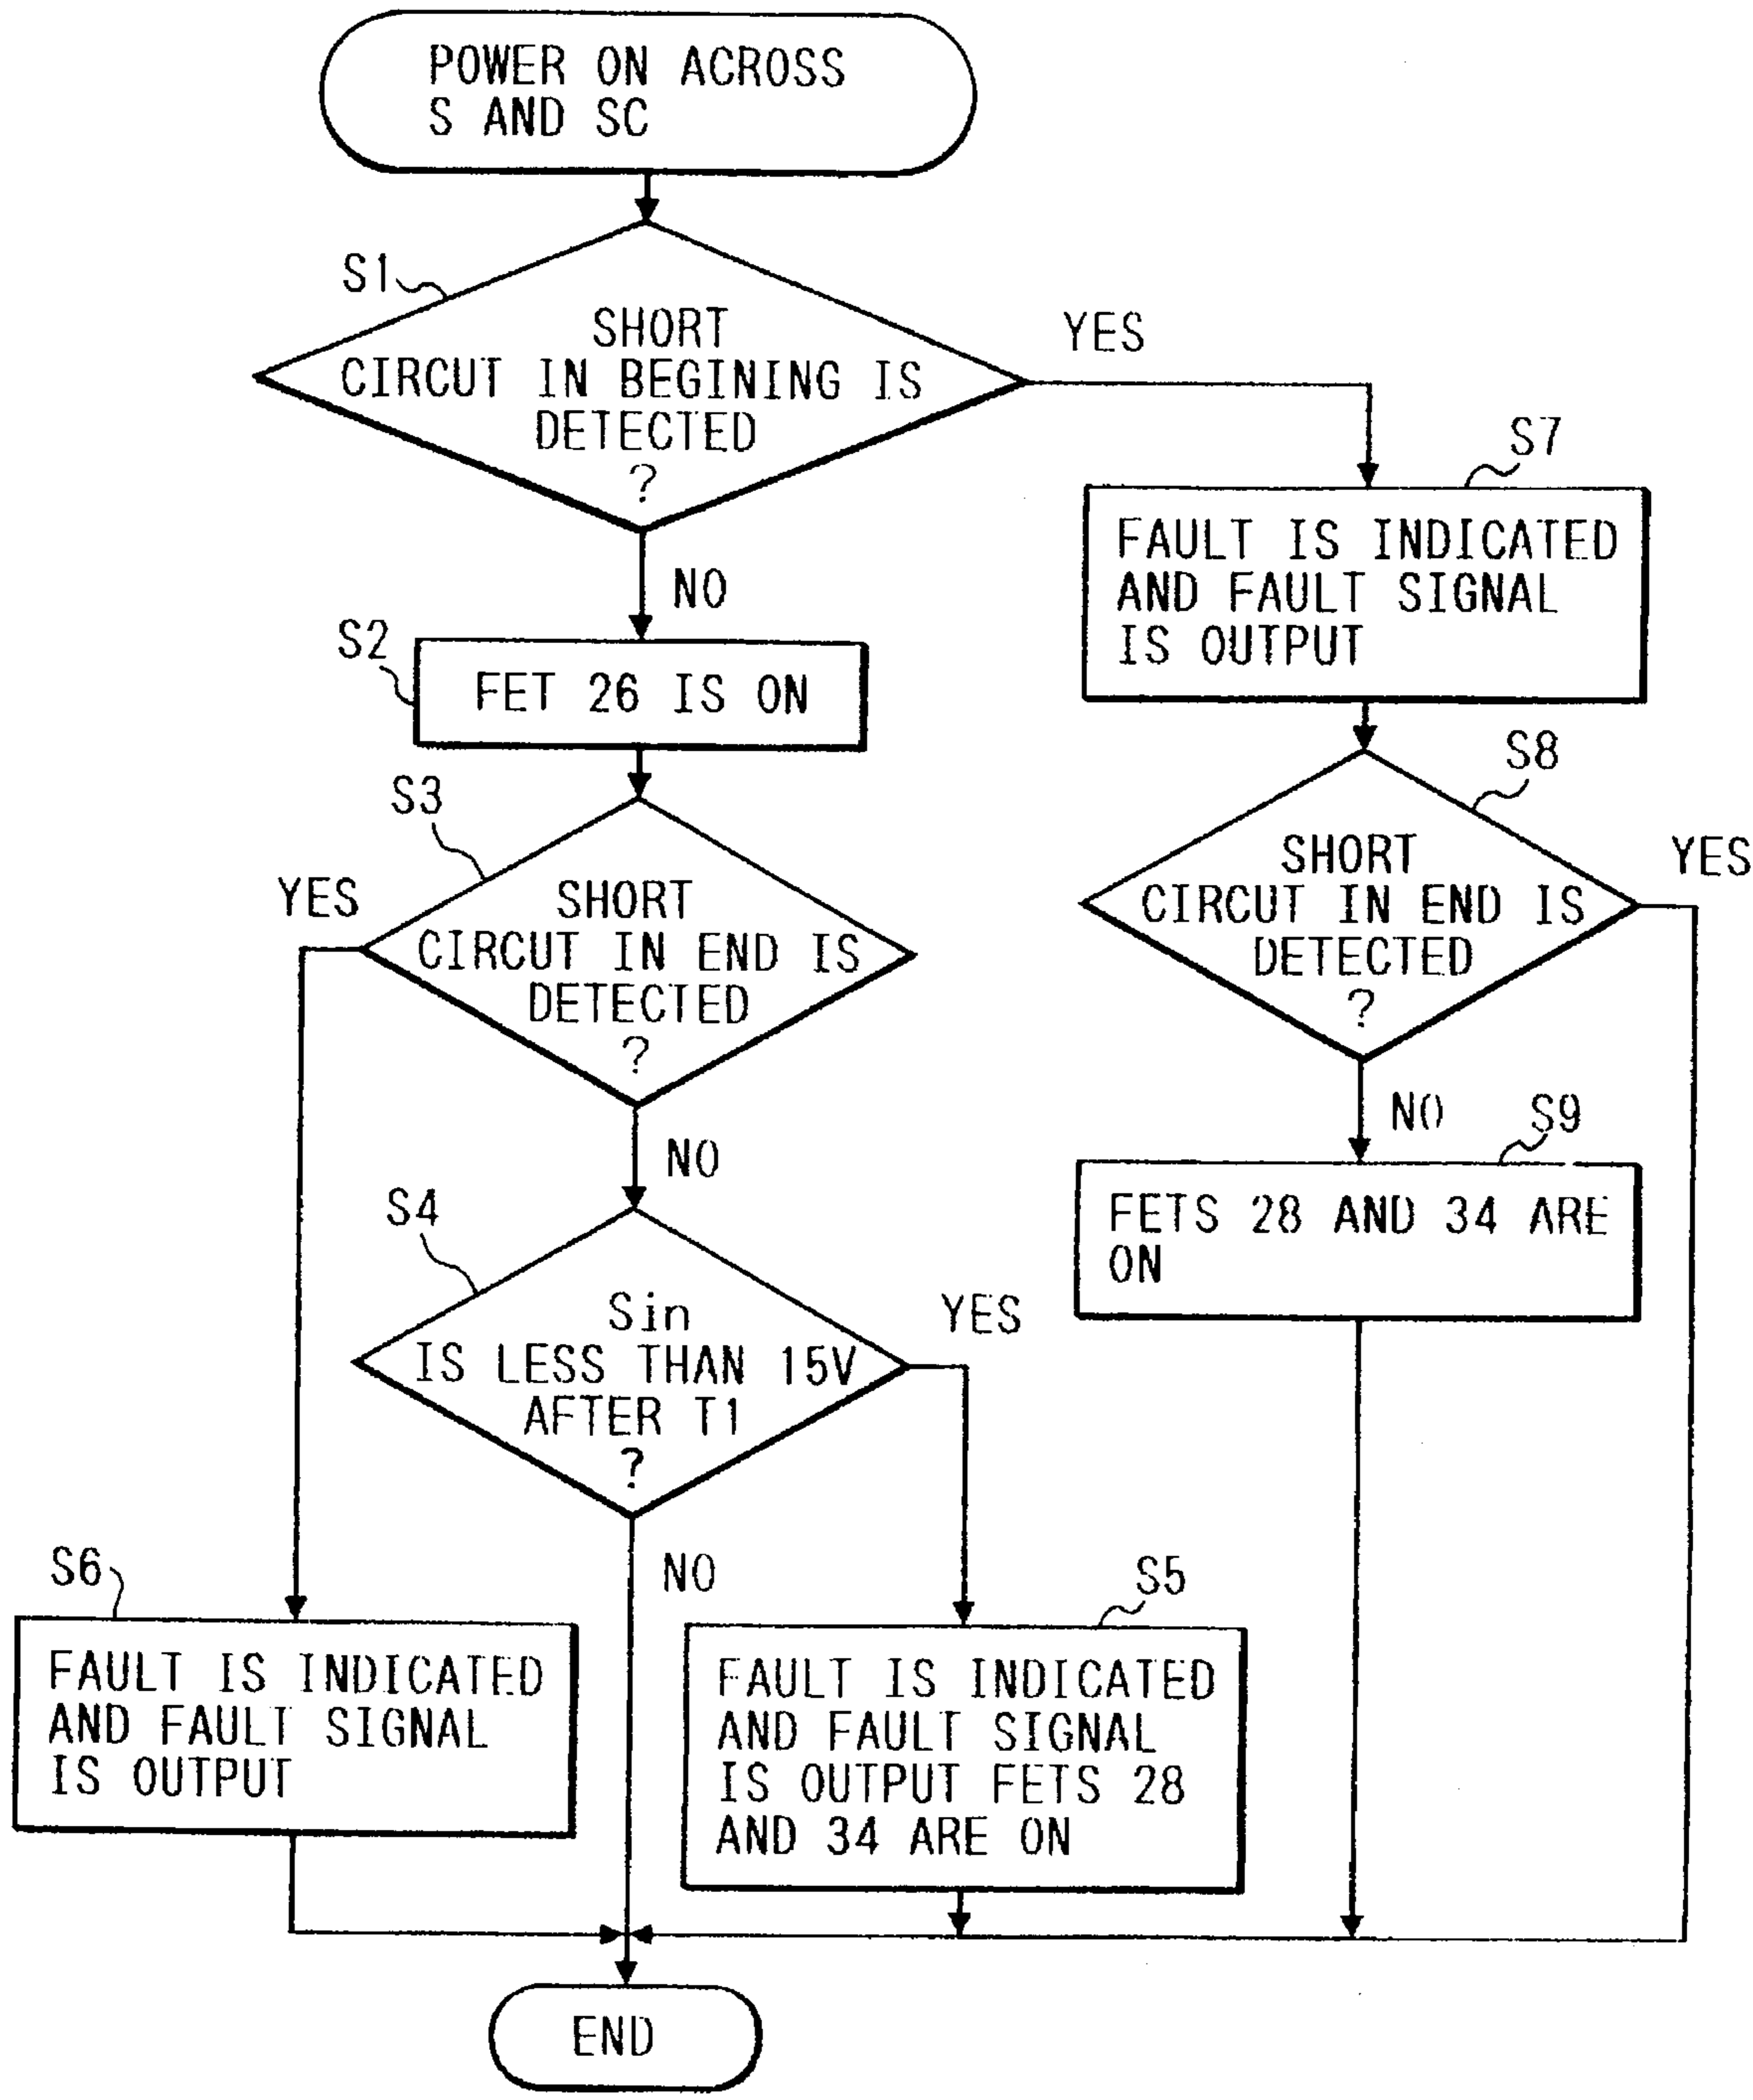 POWER ON ACROSS
S AND SC
S1
SHORT
CIRCUT IN BEGINING IS
DETECTED
?
YES
NO
S2
FET 26 IS ON
S3
YES
SHORT
CIRCUT IN END IS
DETECTED
?
NO
S4
Sin
IS LESS THAN 15V
AFTER T1
?
YES
NO
S5
FAULT IS INDICATED
AND FAULT SIGNAL
IS OUTPUT FETS 28
AND 34 ARE ON
S6
FAULT IS INDICATED
AND FAULT SIGNAL
IS OUTPUT
S7
FAULT IS INDICATED
AND FAULT SIGNAL
IS OUTPUT
S8
SHORT
CIRCUT IN END IS
DETECTED
?
YES
NO
S9
FETS 28 AND 34 ARE
ON
END